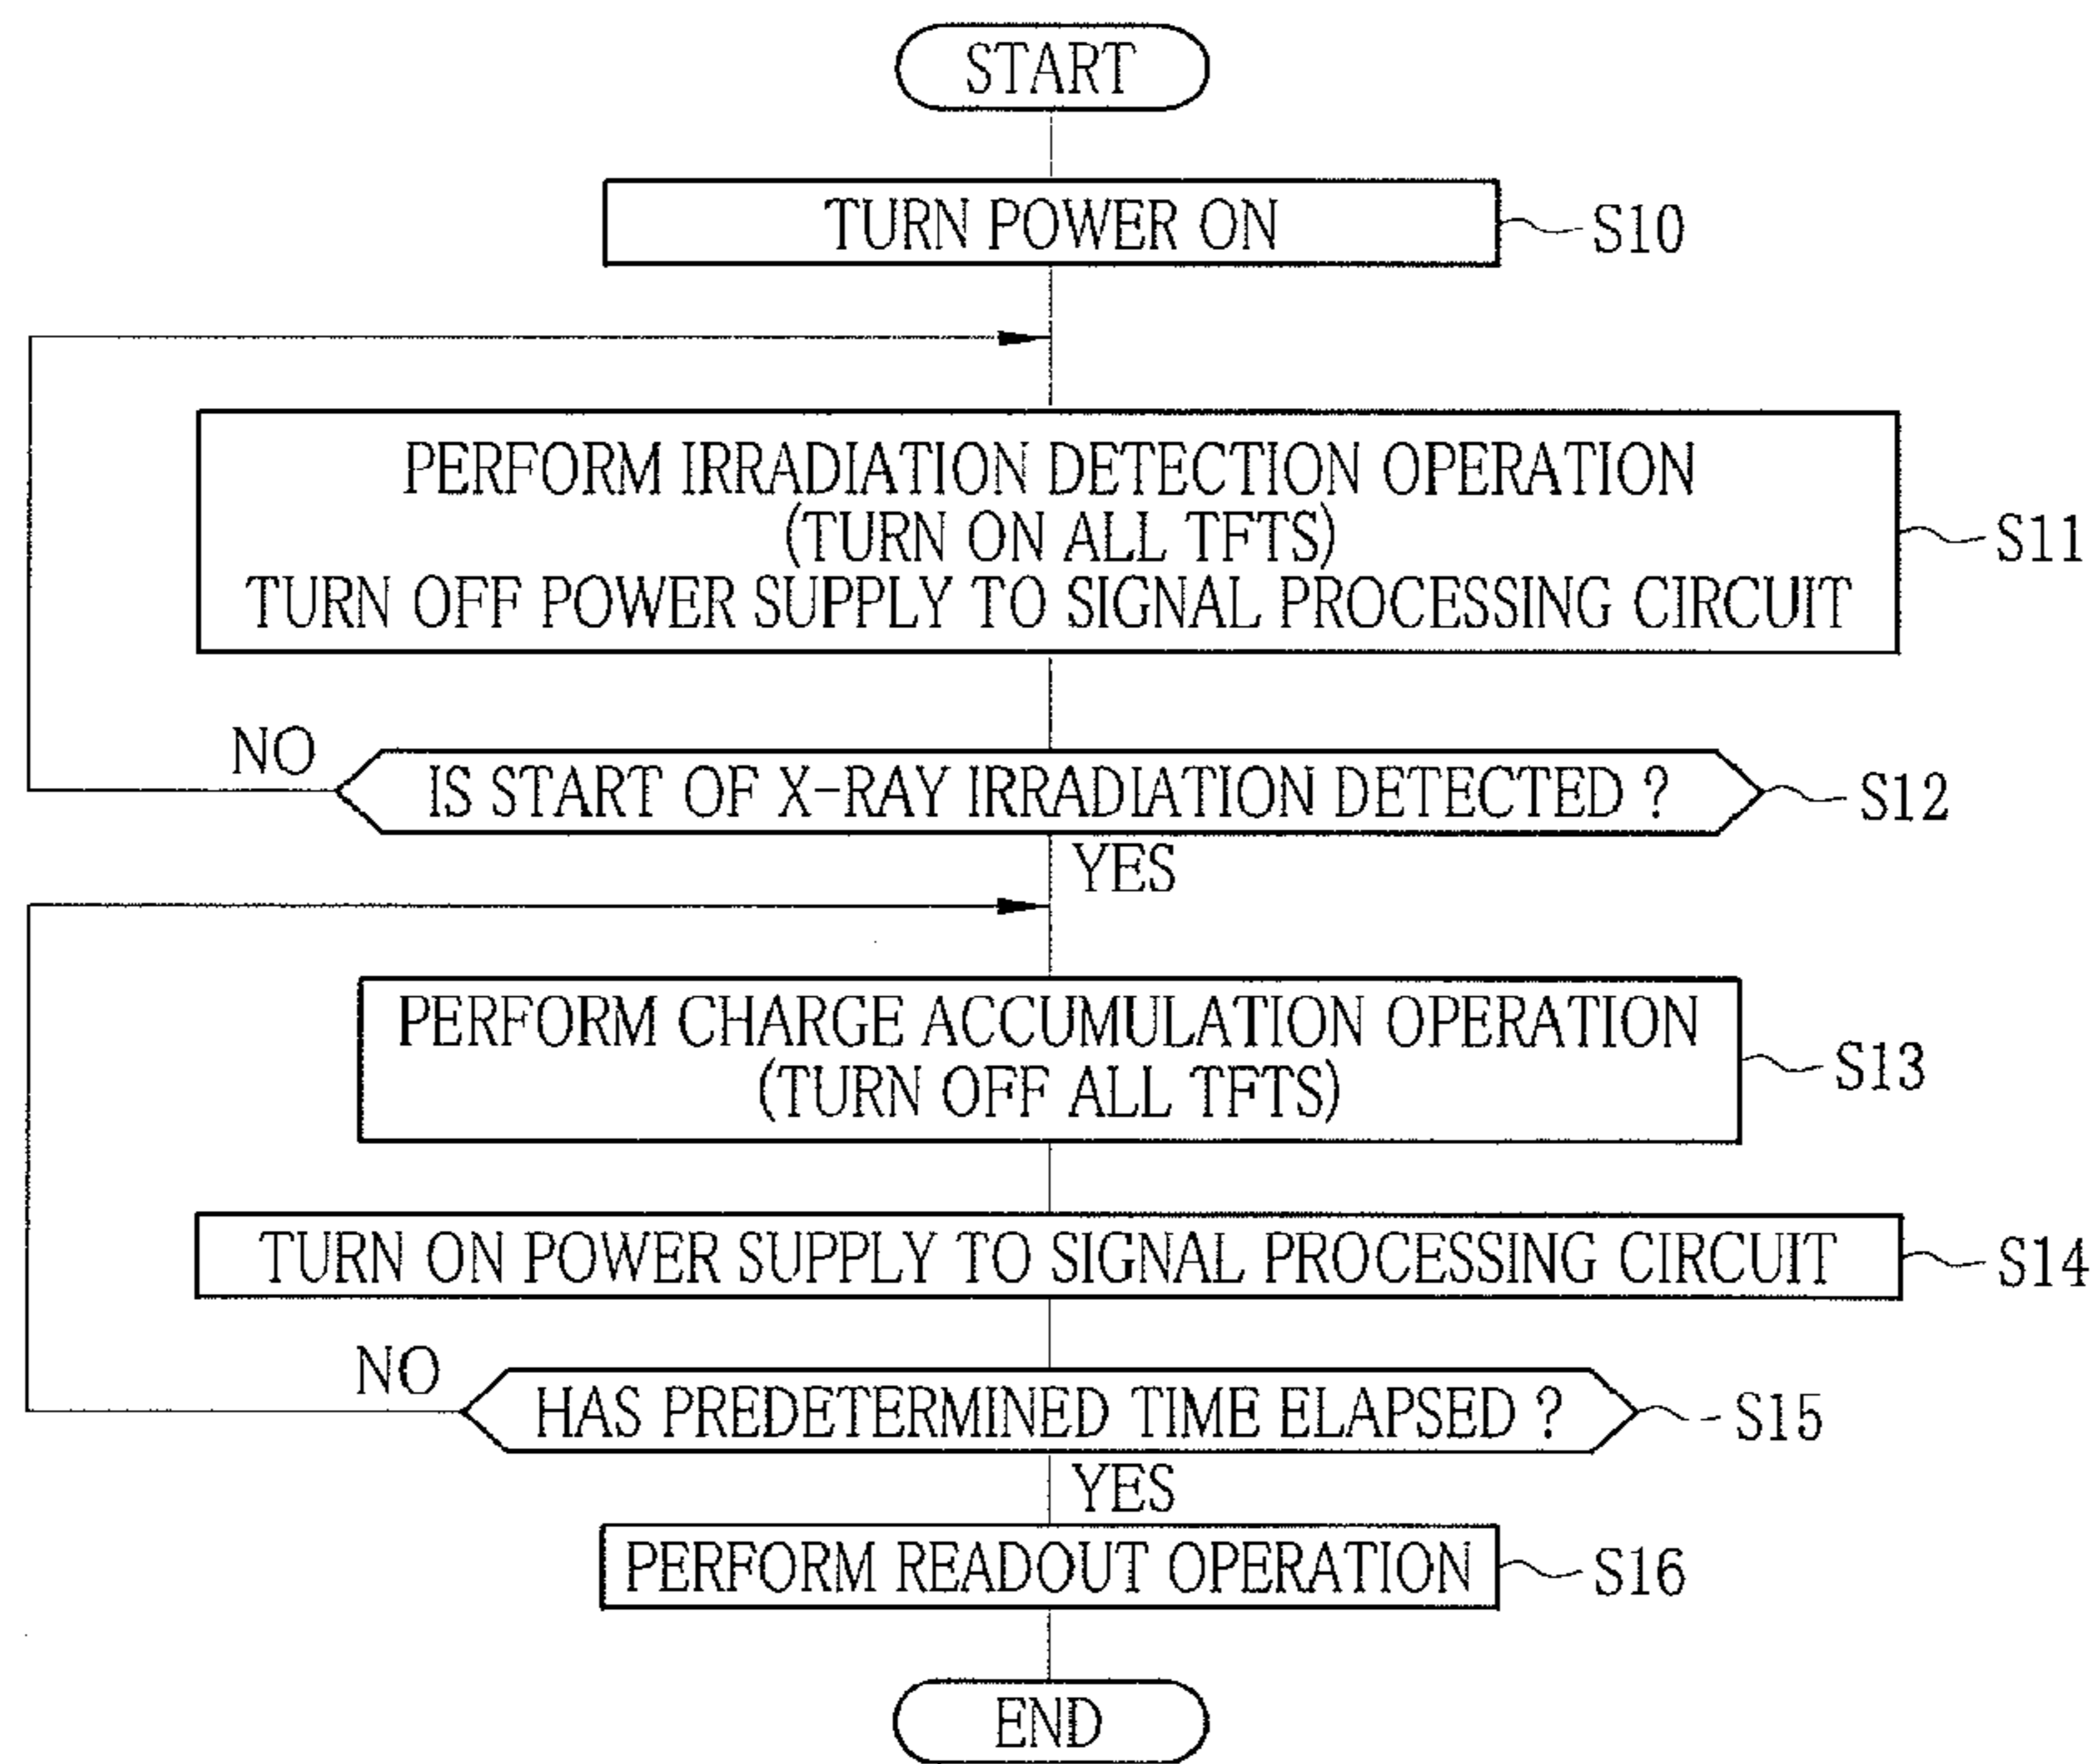 START
TURN POWER ON
S10
PERFORM IRRADIATION DETECTION OPERATION
(TURN ON ALL TFTS)
TURN OFF POWER SUPPLY TO SIGNAL PROCESSING CIRCUIT
S11
NO
IS START OF X-RAY IRRADIATION DETECTED ?
S12
YES
PERFORM CHARGE ACCUMULATION OPERATION
(TURN OFF ALL TFTS)
S13
TURN ON POWER SUPPLY TO SIGNAL PROCESSING CIRCUIT
S14
NO
HAS PREDETERMINED TIME ELAPSED ?
S15
YES
PERFORM READOUT OPERATION
S16
END